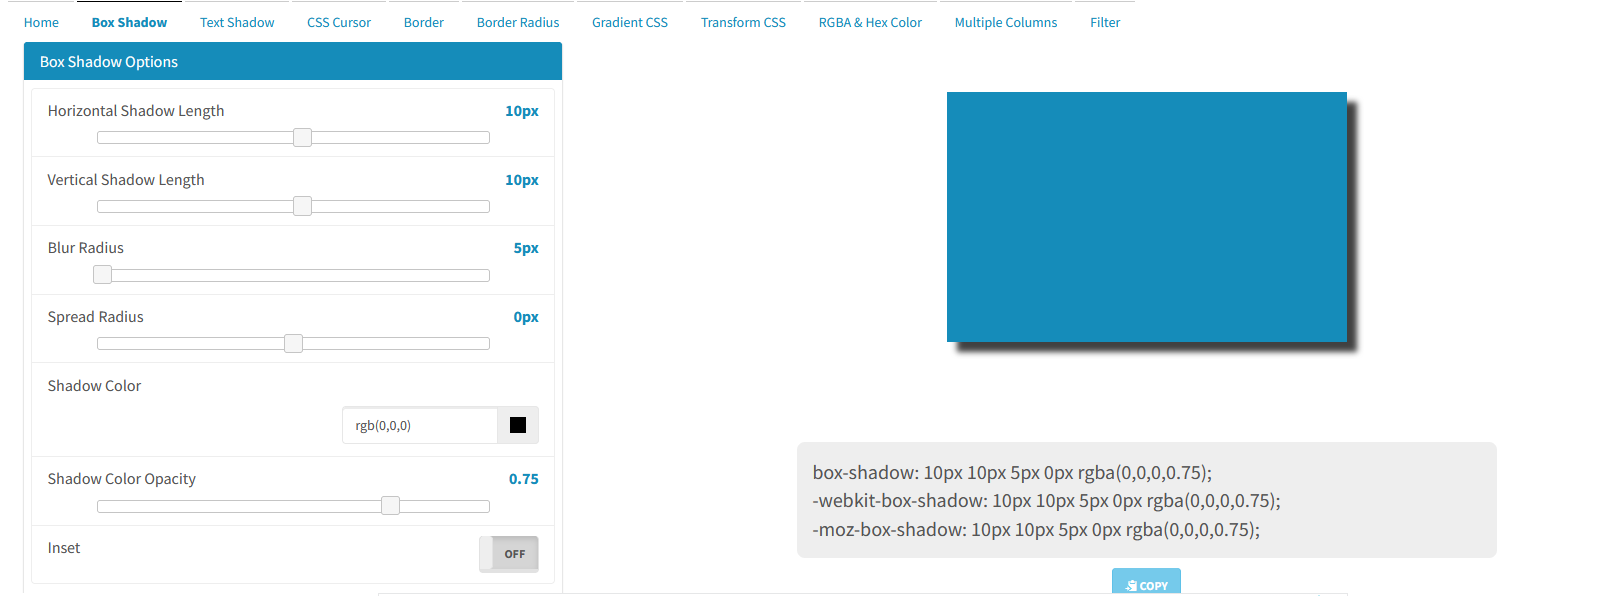 Home Box Shadow Text Shadow CSS Cursor Border Border Radius Gradient CSS Transform CSS RGBA & Hex Color Multiple Columns Filter
Box Shadow Options
Horizontal Shadow Length 10px
Vertical Shadow Length 10px
Blur Radius 5px
Spread Radius 0px
Shadow Color
rgb(0,0,0)
Shadow Color Opacity 0.75
Inset OFF
box-shadow: 10px 10px 5px 0px rgba(0,0,0,0.75);
-webkit-box-shadow: 10px 10px 5px 0px rgba(0,0,0,0.75);
-moz-box-shadow: 10px 10px 5px 0px rgba(0,0,0,0.75);
COPY